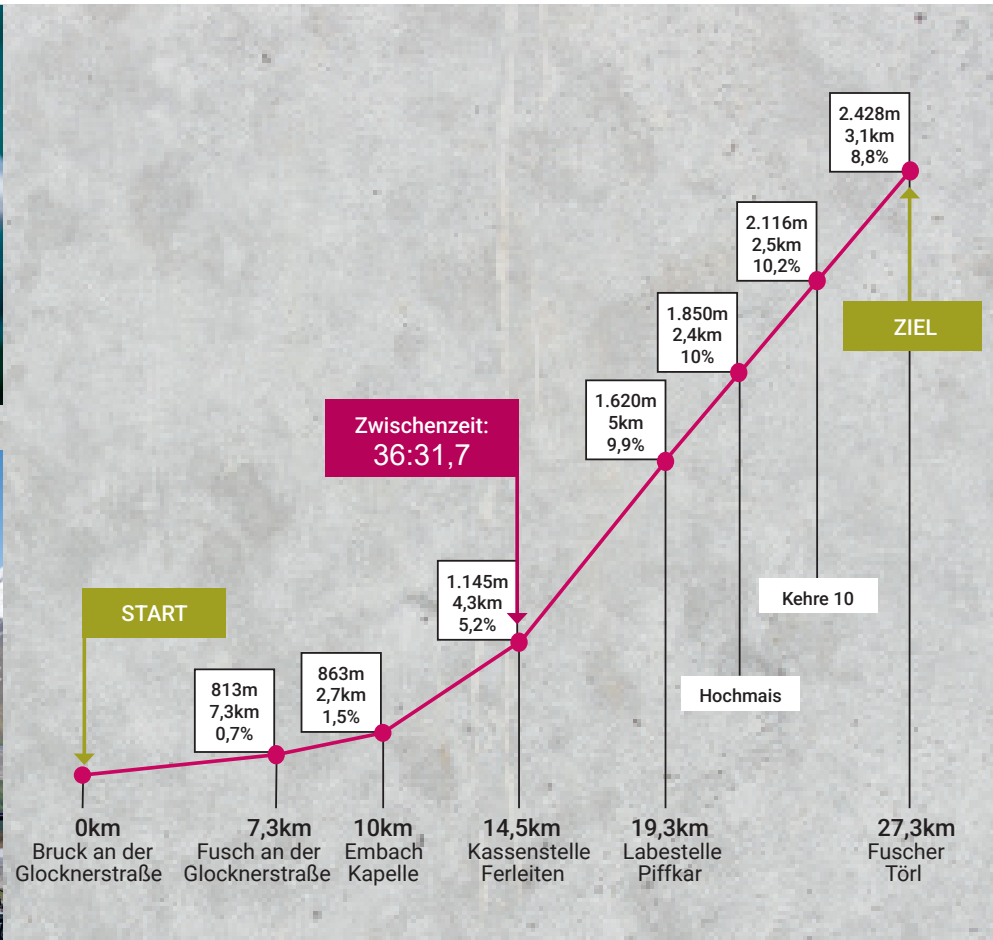 2.428m
3,1km
8,8%
2.116m
2,5km
10,2%
ZIEL
1.850m
2,4km
10%
1.620m
5km
9,9%
Zwischenzeit:
36:31,7
1.145m
4,3km
5,2%
START
Kehre 10
863m
2,7km
1,5%
813m
7,3km
0,7%
Hochmais
0km
Bruck an der
Glocknerstraße
7,3km
Fusch an der
Glocknerstraße
10km
Embach
Kapelle
14,5km
Kassenstelle
Ferleiten
19,3km
Labestelle
Piffkar
27,3km
Fuscher
Törl